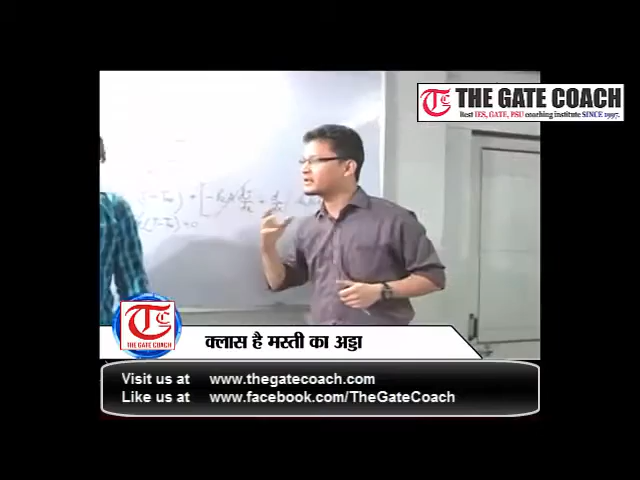 THE GATE COACH
Best IES, GATE, PSU coaching institute SINCE 1997.
THE GATE COACH
क्लास है मस्ती का अड्डा
Visit us at www.thegatecoach.com
Like us at www.facebook.com/TheGateCoach